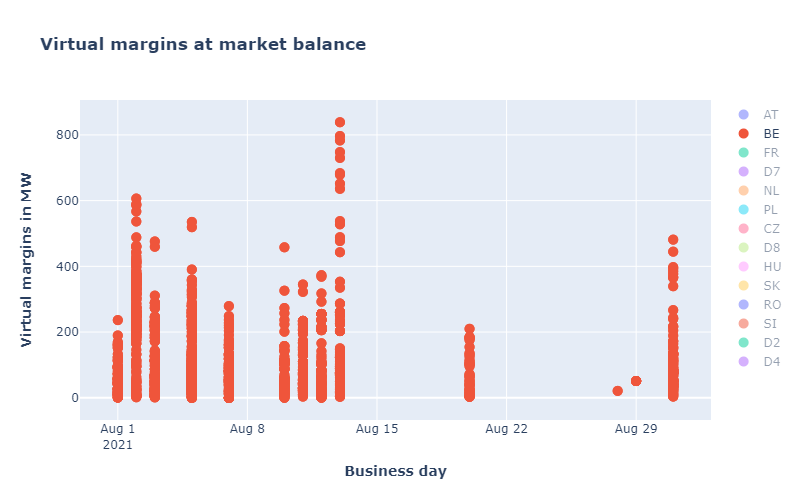 Virtual margins at market balance
Virtual margins in MW
800
600
400
200
0
Aug 1
2021
Aug 8
Aug 15
Aug 22
Aug 29
Business day
AT
BE
FR
D7
NL
PL
CZ
D8
HU
SK
RO
SI
D2
D4